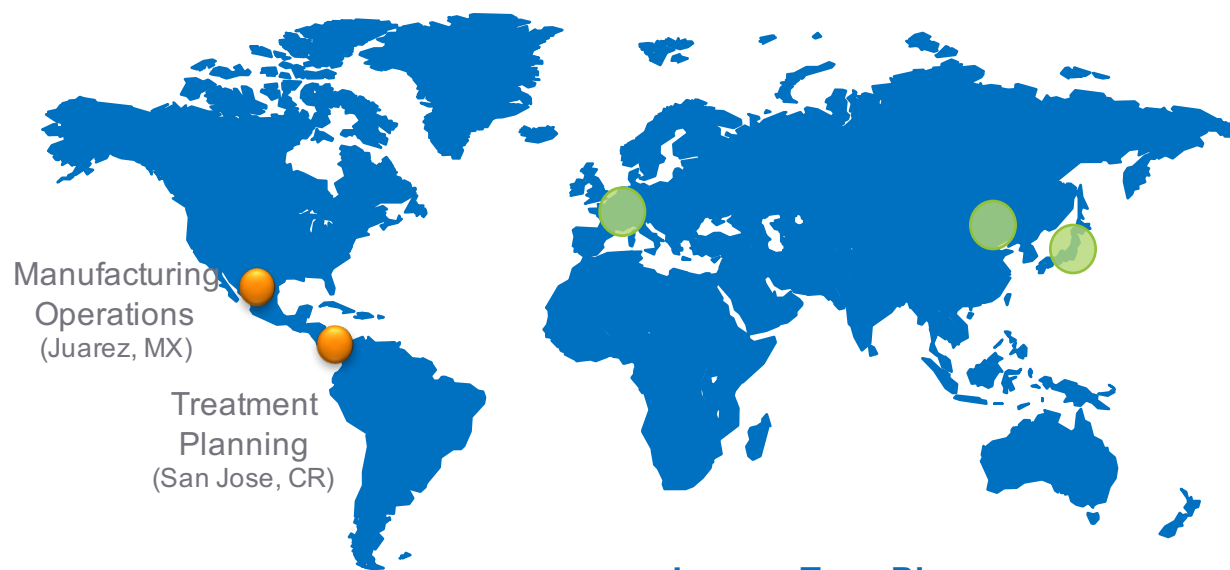 Manufacturing
Operations
(Juarez, MX)
Treatment
Planning
(San Jose, CR)